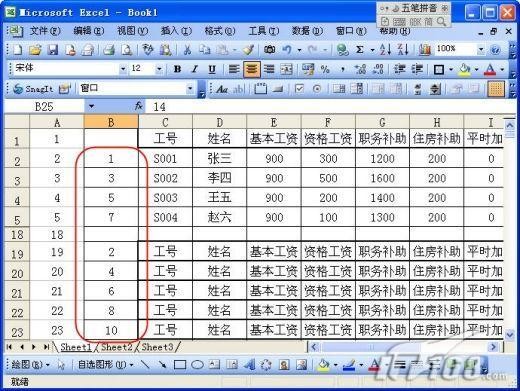 Microsoft Excel - Book1
五笔拼音
文件(F) 编辑(E) 视图(V) 插入(I) 格式(O) 工具(T) 数据(D) 窗口(W) 帮助(H)
100%
宋体 12 B I U
SnagIt 窗口
B25 fx 14
A B C D E F G H I
1 1 工号 姓名 基本工资 资格工资 职务补助 住房补助 平时加
2 2 1 S001 张三 900 300 1200 200 0
3 3 3 S002 李四 900 500 1600 200 0
4 4 5 S003 王五 900 200 1400 200 0
5 5 7 S004 赵六 900 100 1300 200 0
18 18
19 19 2 工号 姓名 基本工资 资格工资 职务补助 住房补助 平时加
20 20 4 工号 姓名 基本工资 资格工资 职务补助 住房补助 平时加
21 21 6 工号 姓名 基本工资 资格工资 职务补助 住房补助 平时加
22 22 8 工号 姓名 基本工资 资格工资 职务补助 住房补助 平时加
23 23 10 工号 姓名 基本工资 资格工资 职务补助 住房补助 平时加
Sheet1 Sheet2 Sheet3
绘图(R) 自选图形(U)
就绪